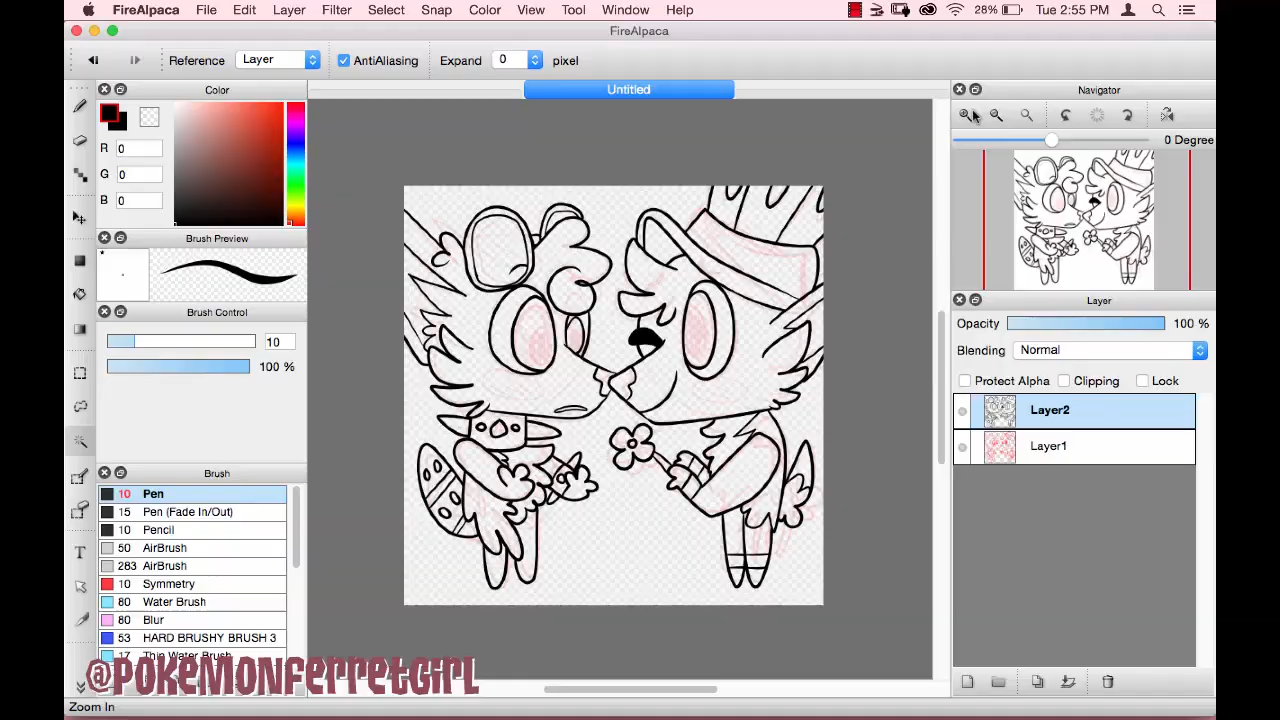 FireAlpaca File Edit Layer Filter Select Snap Color View Tool Window Help 28% Tue 2:55 PM
FireAlpaca
Reference Layer AntiAliasing Expand 0 pixel
Color Untitled Navigator
R 0
G 0
B 0
0 Degree
Brush Preview
Brush Control
10
100 %
Brush
10 Pen
15 Pen (Fade In/Out)
10 Pencil
50 AirBrush
283 AirBrush
10 Symmetry
80 Water Brush
80 Blur
53 HARD BRUSHY BRUSH 3
17 Thin Water Brush
T
Layer
Opacity 100 %
Blending Normal
Protect Alpha Clipping Lock
Layer2
Layer1
@POKEMONFERRETGIRL
Zoom In